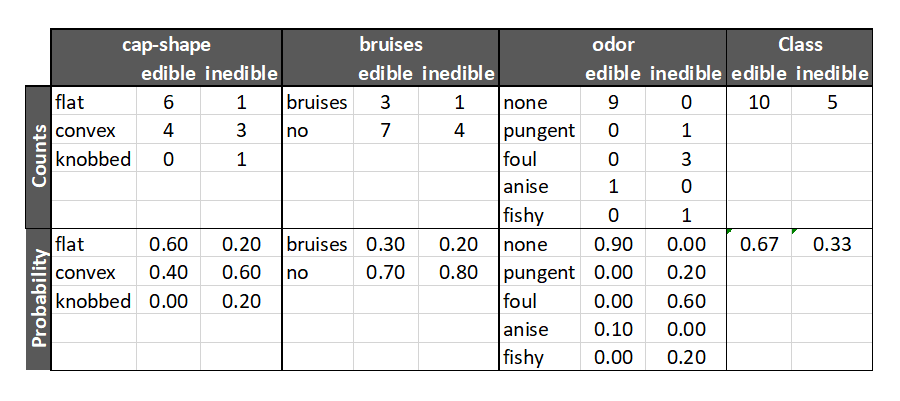 cap-shape bruises odor Class
edible inedible edible inedible edible inedible edible inedible
Counts
flat 6 1 bruises 3 1 none 9 0 10 5
convex 4 3 no 7 4 pungent 0 1
knobbed 0 1 foul 0 3
anise 1 0
fishy 0 1
Probability
flat 0.60 0.20 bruises 0.30 0.20 none 0.90 0.00 0.67 0.33
convex 0.40 0.60 no 0.70 0.80 pungent 0.00 0.20
knobbed 0.00 0.20 foul 0.00 0.60
anise 0.10 0.00
fishy 0.00 0.20